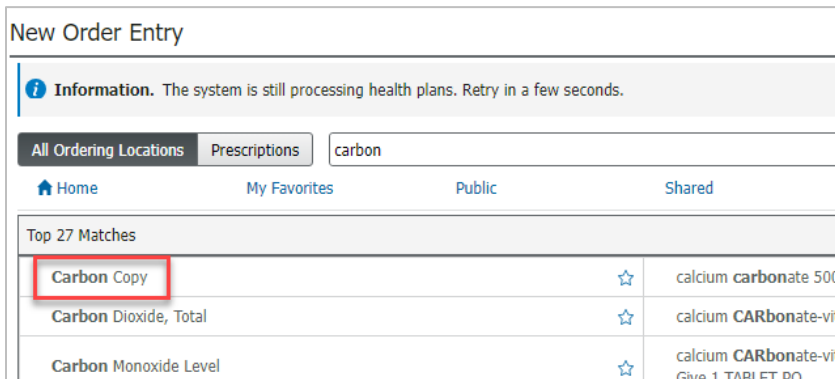 New Order Entry
Information. The system is still processing health plans. Retry in a few seconds.
All Ordering Locations Prescriptions carbon
Home My Favorites Public Shared
Top 27 Matches
Carbon Copy calcium carbonate 500
Carbon Dioxide, Total calcium CARbonate-vi
Carbon Monoxide Level calcium CARbonate-vi
Give 1 TABLET PO